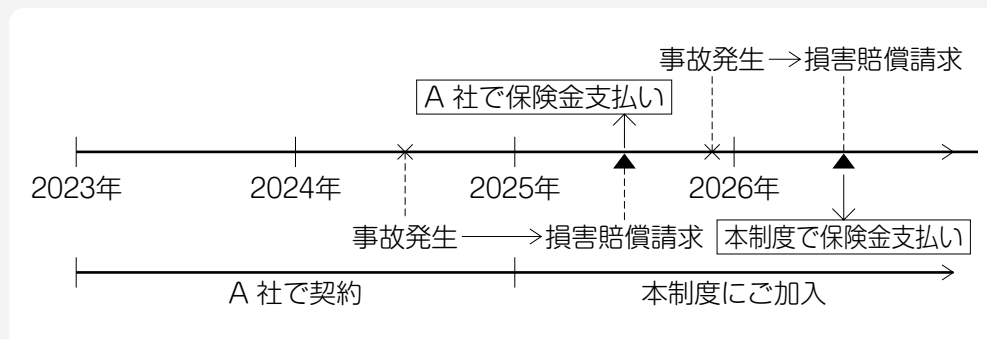 事故発生→損害賠償請求
A 社で保険金支払い
2023年 2024年 2025年 2026年
事故発生→損害賠償請求 本制度で保険金支払い
A 社で契約 本制度にご加入